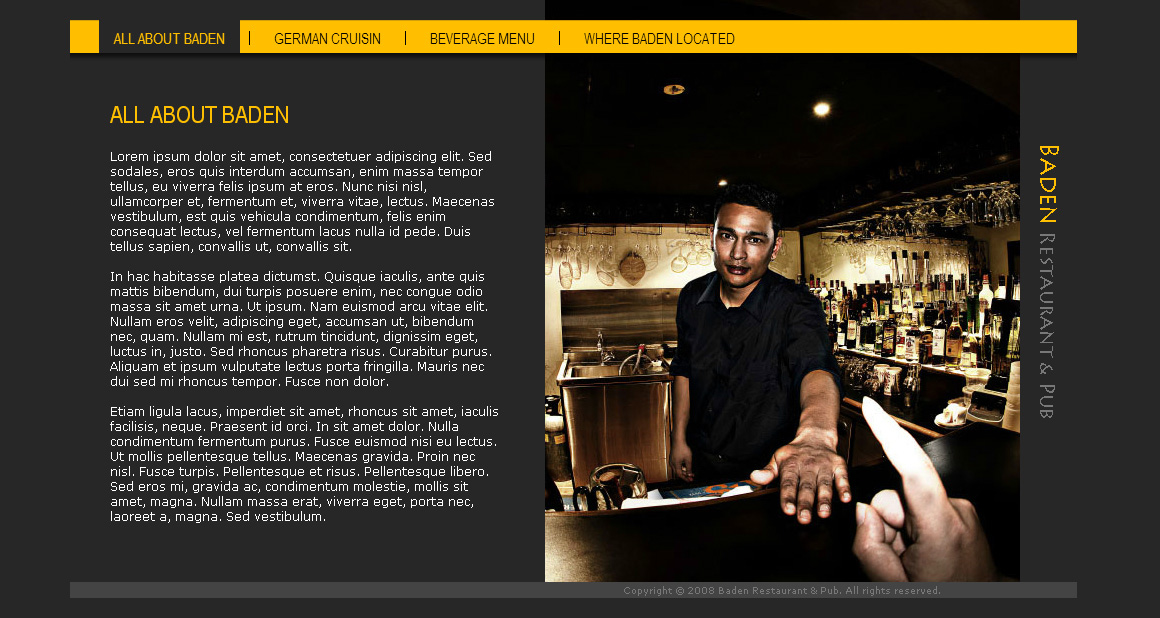 ALL ABOUT BADEN | GERMAN CRUISIN | BEVERAGE MENU | WHERE BADEN LOCATED
ALL ABOUT BADEN
Lorem ipsum dolor sit amet, consectetuer adipiscing elit. Sed
sodales, eros quis interdum accumsan, enim massa tempor
tellus, eu viverra felis ipsum at eros. Nunc nisi nisl,
ullamcorper et, fermentum et, viverra vitae, lectus. Maecenas
vestibulum, est quis vehicula condimentum, felis enim
consequat lectus, vel fermentum lacus nulla id pede. Duis
tellus sapien, convallis ut, convallis sit.
In hac habitasse platea dictumst. Quisque iaculis, ante quis
mattis bibendum, dui turpis posuere enim, nec congue odio
massa sit amet urna. Ut ipsum. Nam euismod arcu vitae elit.
Nullam eros velit, adipiscing eget, accumsan ut, bibendum
nec, quam. Nullam mi est, rutrum tincidunt, dignissim eget,
luctus in, justo. Sed rhoncus pharetra risus. Curabitur purus.
Aliquam et ipsum vulputate lectus porta fringilla. Mauris nec
dui sed mi rhoncus tempor. Fusce non dolor.
Etiam ligula lacus, imperdiet sit amet, rhoncus sit amet, iaculis
facilisis, neque. Praesent id orci. In sit amet dolor. Nulla
condimentum fermentum purus. Fusce euismod nisi eu lectus.
Ut mollis pellentesque tellus. Maecenas gravida. Proin nec
nisl. Fusce turpis. Pellentesque et risus. Pellentesque libero.
Sed eros mi, gravida ac, condimentum molestie, mollis sit
amet, magna. Nullam massa erat, viverra eget, porta nec,
laoreet a, magna. Sed vestibulum.
BADEN RESTAURANT & PUB
Copyright © 2008 Baden Restaurant & Pub. All rights reserved.